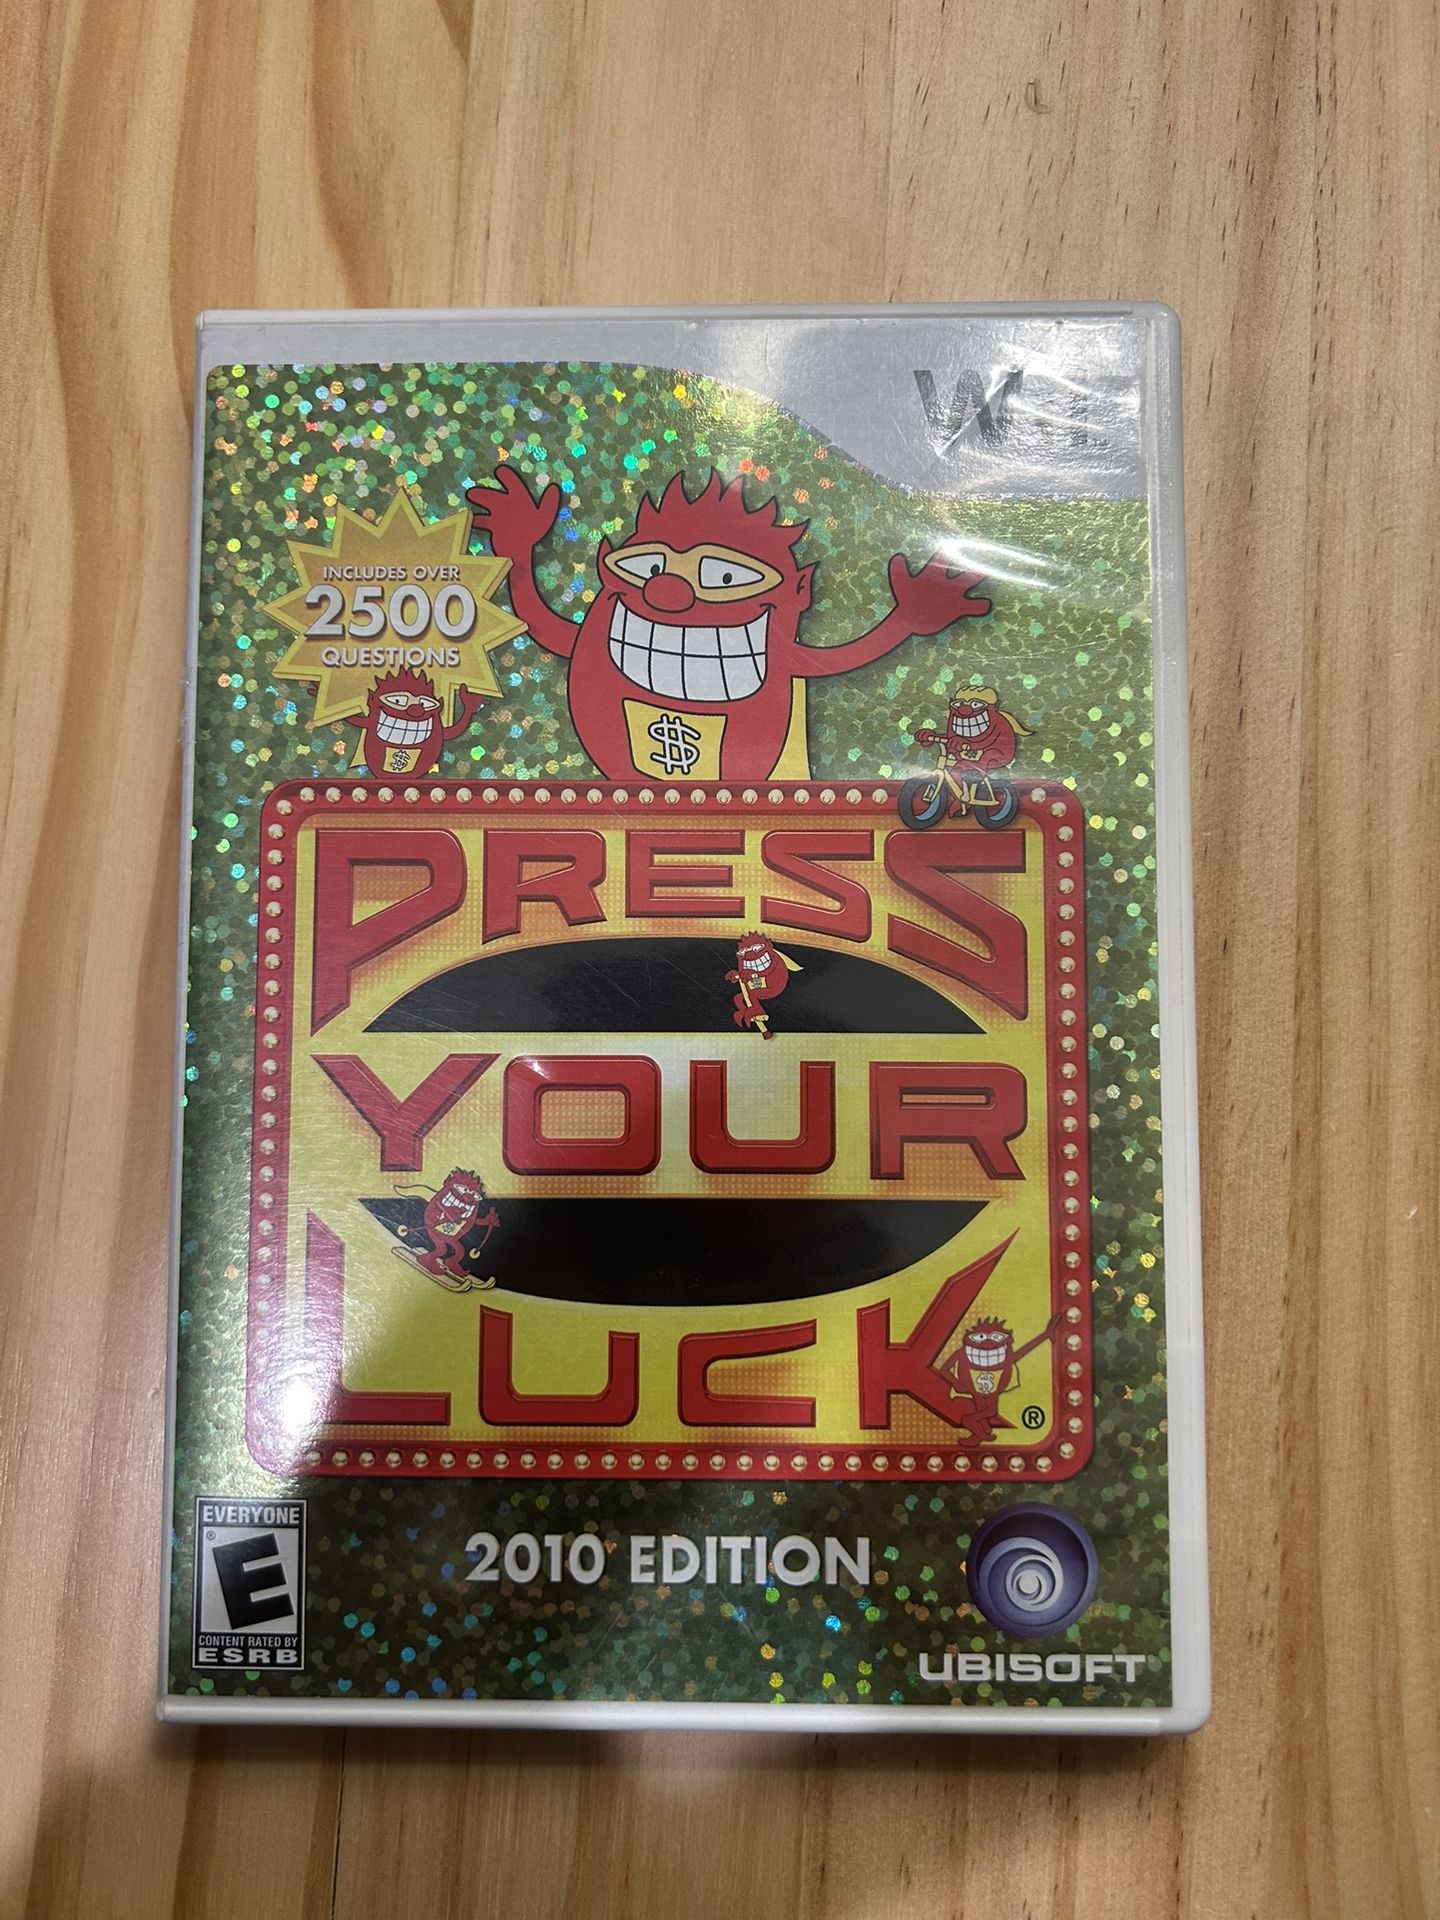 Wii
INCLUDES OVER
2500
QUESTIONS
$
$
PRESS
YOUR
LUCK®
$
EVERYONE
E
®
CONTENT RATED BY
ESRB
2010 EDITION
UBISOFT